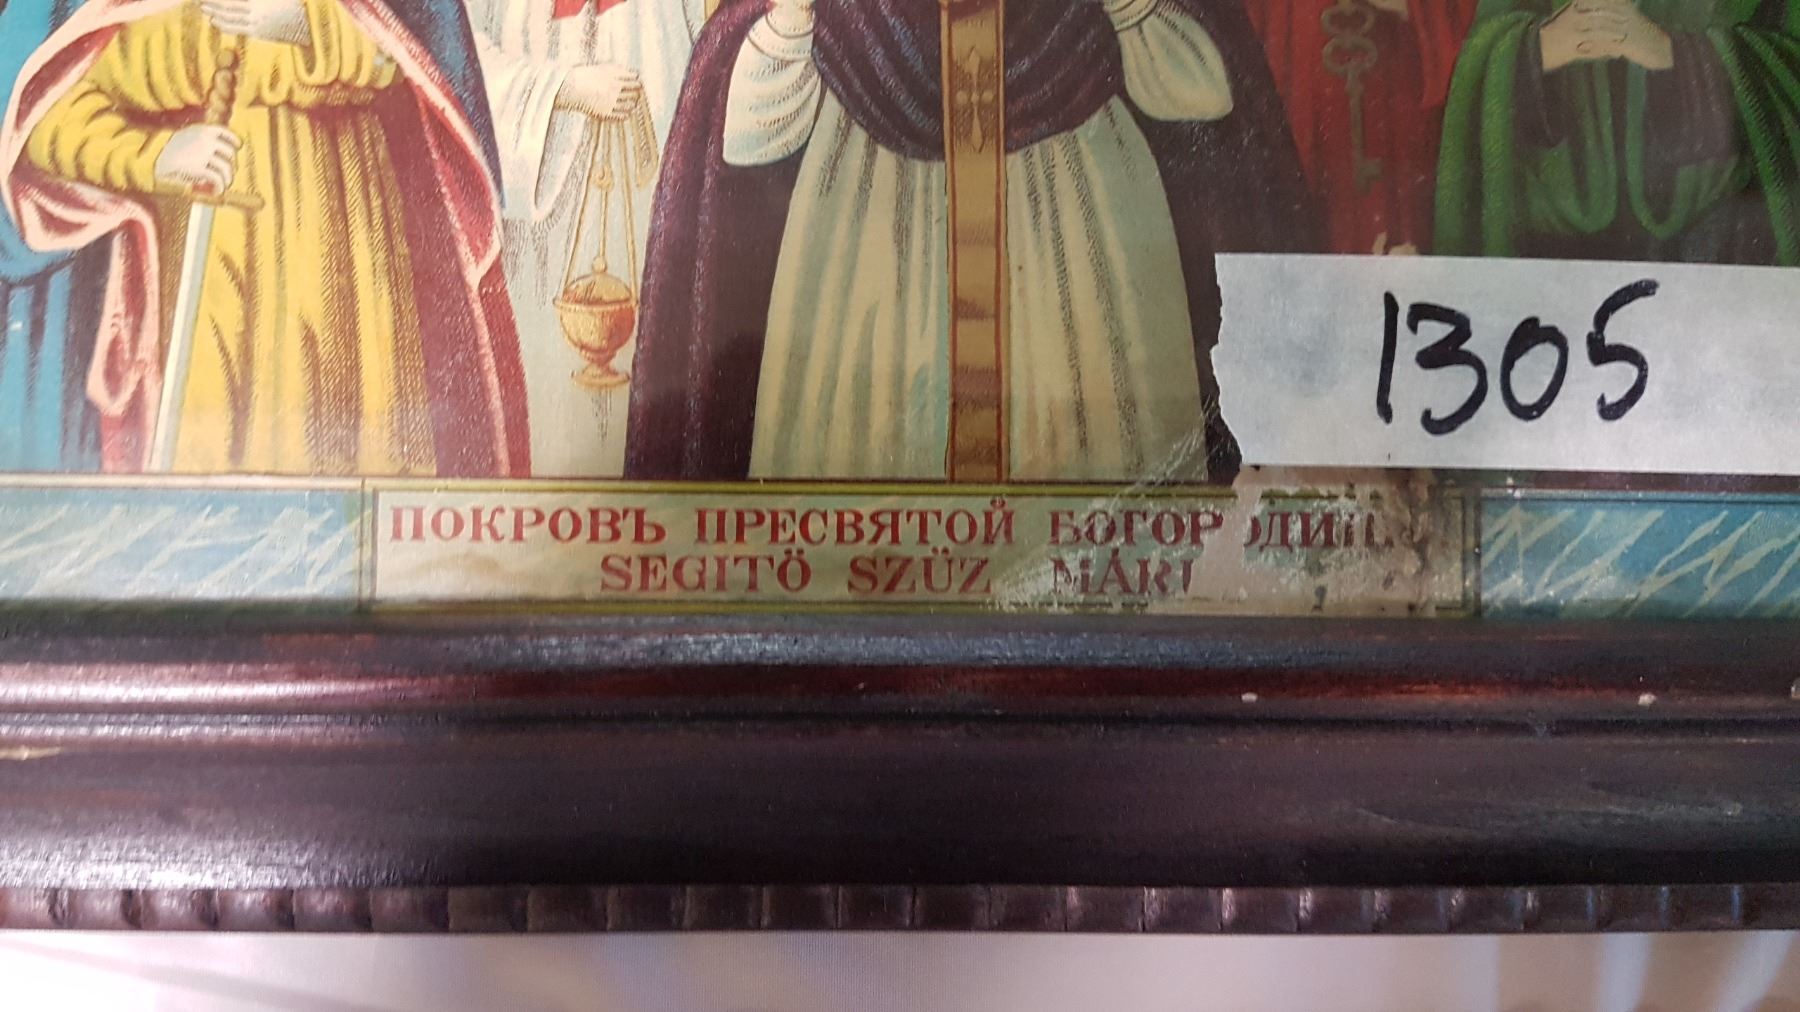 1305
ПОКРОВЪ ПРЕСВЯТОЙ
SEGITÖ SZÜZ